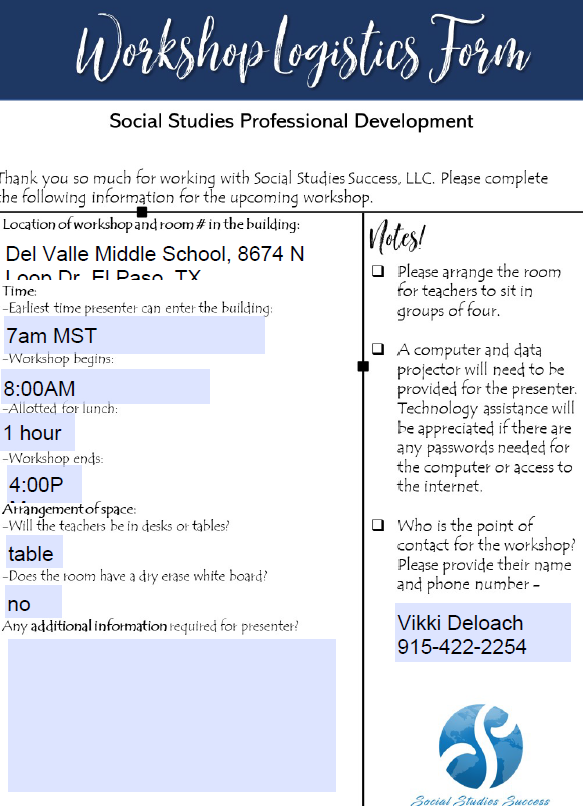 Workshop Logistics Form
Social Studies Professional Development
Thank you so much for working with Social Studies Success, LLC. Please complete
the following information for the upcoming workshop.
Location of workshop and room # in the building:
Del Valle Middle School, 8674 N
Loop Dr, El Paso, TX
Time:
-Earliest time presenter can enter the building:
7am MST
-Workshop begins:
8:00AM
-Allotted for lunch:
1 hour
-Workshop ends:
4:00P
Arrangement of space:
-Will the teachers be in desks or tables?
table
-Does the room have a dry erase white board?
no
Any additional information required for presenter?
Notes!
Please arrange the room
for teachers to sit in
groups of four.
A computer and data
projector will need to be
provided for the presenter.
Technology assistance will
be appreciated if there are
any passwords needed for
the computer or access to
the internet.
Who is the point of
contact for the workshop?
Please provide their name
and phone number -
Vikki Deloach
915-422-2254
Social Studies Success